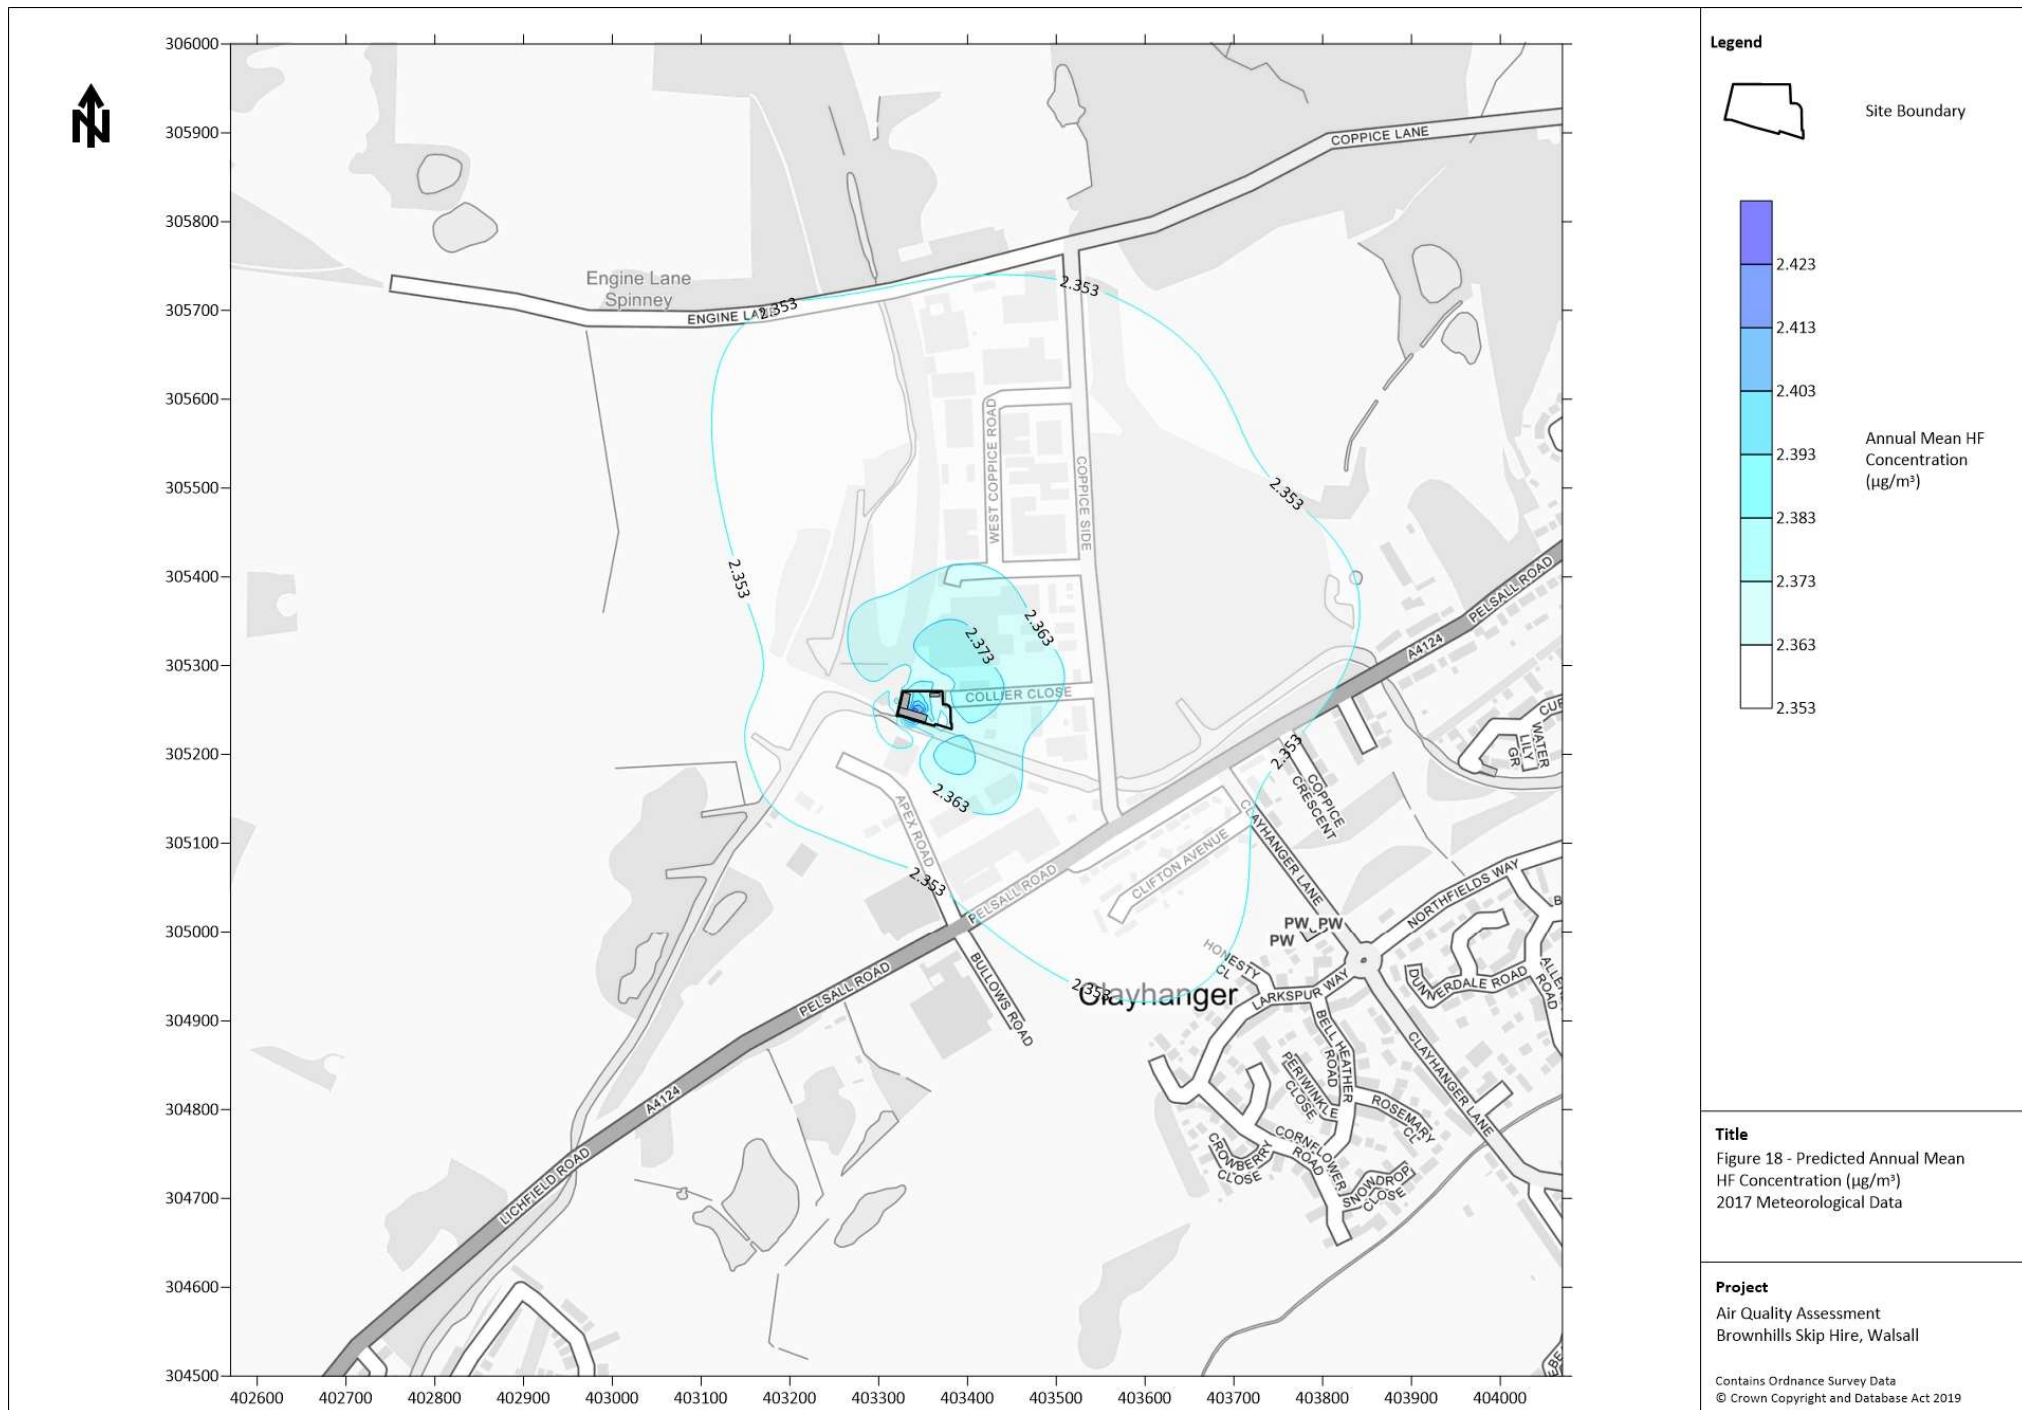 N
306000
305900
305800
305700
305600
305500
305400
305300
305200
305100
305000
304900
304800
304700
304600
304500
402600 402700 402800 402900 403000 403100 403200 403300 403400 403500 403600 403700 403800 403900 404000
COPPICE LANE
Engine Lane
Spinney
ENGINE LA
2.353
2.353
WEST COPPICE ROAD
COPPICE SIDE
2.353
2.353
2.363
2.373
COLLIER CLOSE
2.363
PELSALL ROAD
A4124
2.353
COPPICE
CRESCENT
WATER
LILY
GR
CUR
APEX ROAD
2.353
PELSALL ROAD
CLIFTON AVENUE
CLAYHANGER LANE
NORTHFIELDS WAY
PW PW
PW
HONESTY
CL
2.353
Clayhanger
LARKSPUR WAY
DUNNERDALE ROAD
ALLEN
ROAD
B
BULLOWS ROAD
PELSALL ROAD
BELL HEATHER
ROAD
PERIWINKLE
CLOSE
CLAYHANGER LANE
ROSEMARY
CL
CORNFLOWER
ROAD
CROWBERRY
CLOSE
SNOWDROP
CLOSE
A4124
LICHFIELD ROAD
Legend
Site Boundary
2.423
2.413
2.403
2.393
2.383
2.373
2.363
2.353
Annual Mean HF
Concentration
(µg/m³)
Title
Figure 18 - Predicted Annual Mean
HF Concentration (µg/m³)
2017 Meteorological Data
Project
Air Quality Assessment
Brownhills Skip Hire, Walsall
Contains Ordnance Survey Data
© Crown Copyright and Database Act 2019